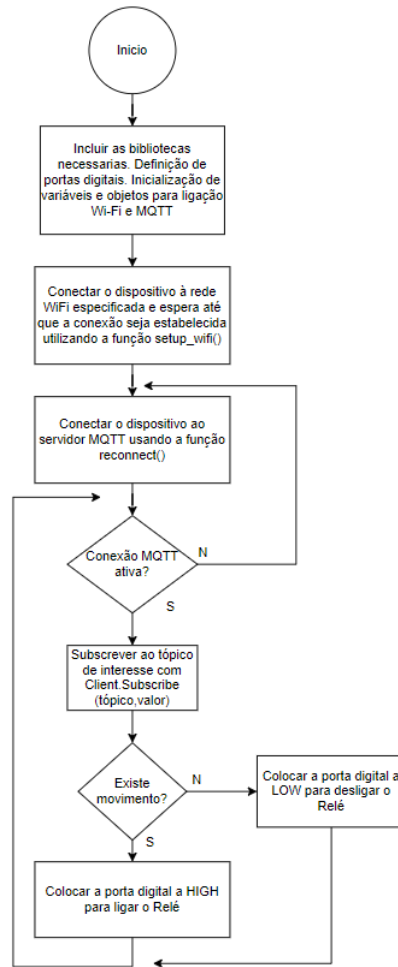 Inicio
Incluir as bibliotecas
necessarias. Definição de
portas digitais. Inicialização de
variáveis e objetos para ligação
Wi-Fi e MQTT
Conectar o dispositivo à rede
WiFi especificada e espera até
que a conexão seja estabelecida
utilizando a função setup_wifi()
Conectar o dispositivo ao
servidor MQTT usando a função
reconnect()
Conexão MQTT
ativa?
N
S
Subscrever ao tópico
de interesse com
Client.Subscribe
(tópico,valor)
Existe
movimento?
N
S
Colocar a porta digital a
LOW para desligar o
Relé
Colocar a porta digital a HIGH
para ligar o Relé